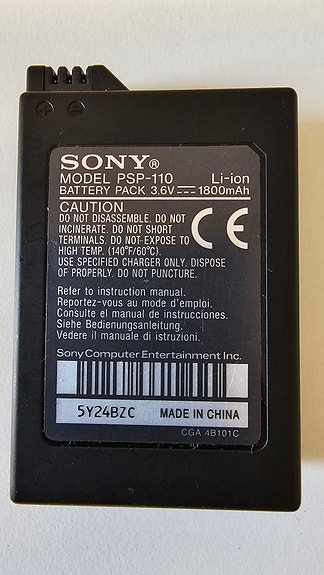 SONY®
MODEL PSP-110 Li-ion
BATTERY PACK 3.6V 1800mAh
CAUTION
DO NOT DISASSEMBLE. DO NOT
INCINERATE. DO NOT SHORT
TERMINALS. DO NOT EXPOSE TO
HIGH TEMP. (140°F/60°C).
USE SPECIFIED CHARGER ONLY. DISPOSE
OF PROPERLY. DO NOT PUNCTURE.
CE
Refer to instruction manual.
Reportez-vous au mode d'emploi.
Consulte el manual de instrucciones.
Siehe Bedienungsanleitung.
Vedere il manuale di istruzioni.
Sony Computer Entertainment Inc.
5Y24BZC MADE IN CHINA
CGA 4B101C